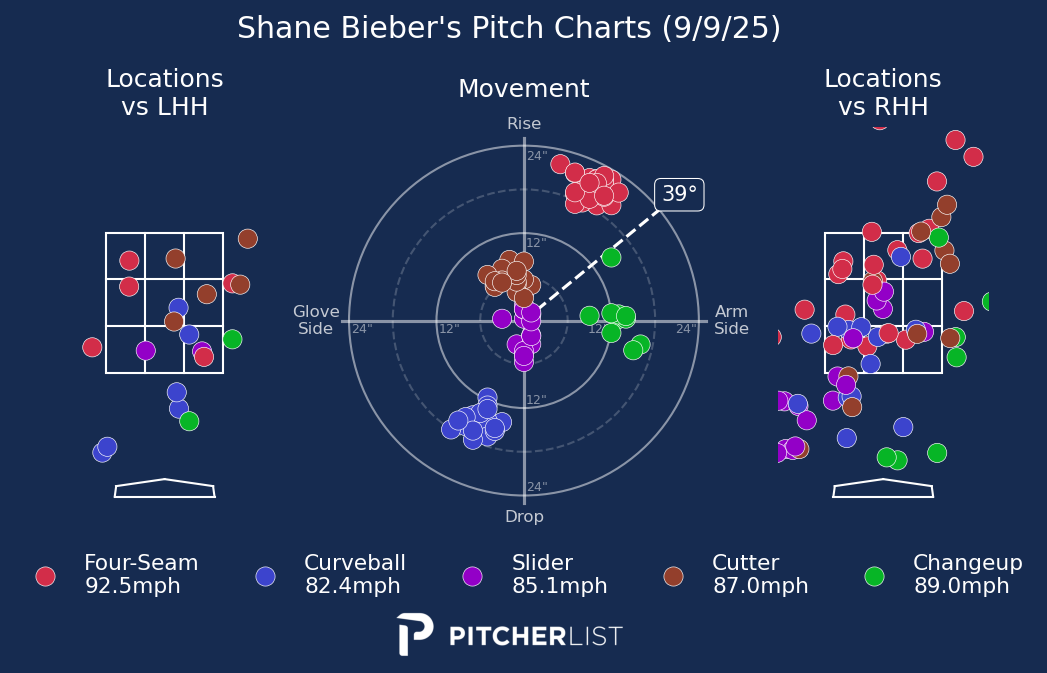 Shane Bieber's Pitch Charts (9/9/25)
Locations
vs LHH
Movement
Locations
vs RHH
Rise
24"
39°
12"
Glove
Side
24"
12"
12"
24"
Arm
Side
12"
24"
Drop
Four-Seam
92.5mph
Curveball
82.4mph
Slider
85.1mph
Cutter
87.0mph
Changeup
89.0mph
PITCHERLIST